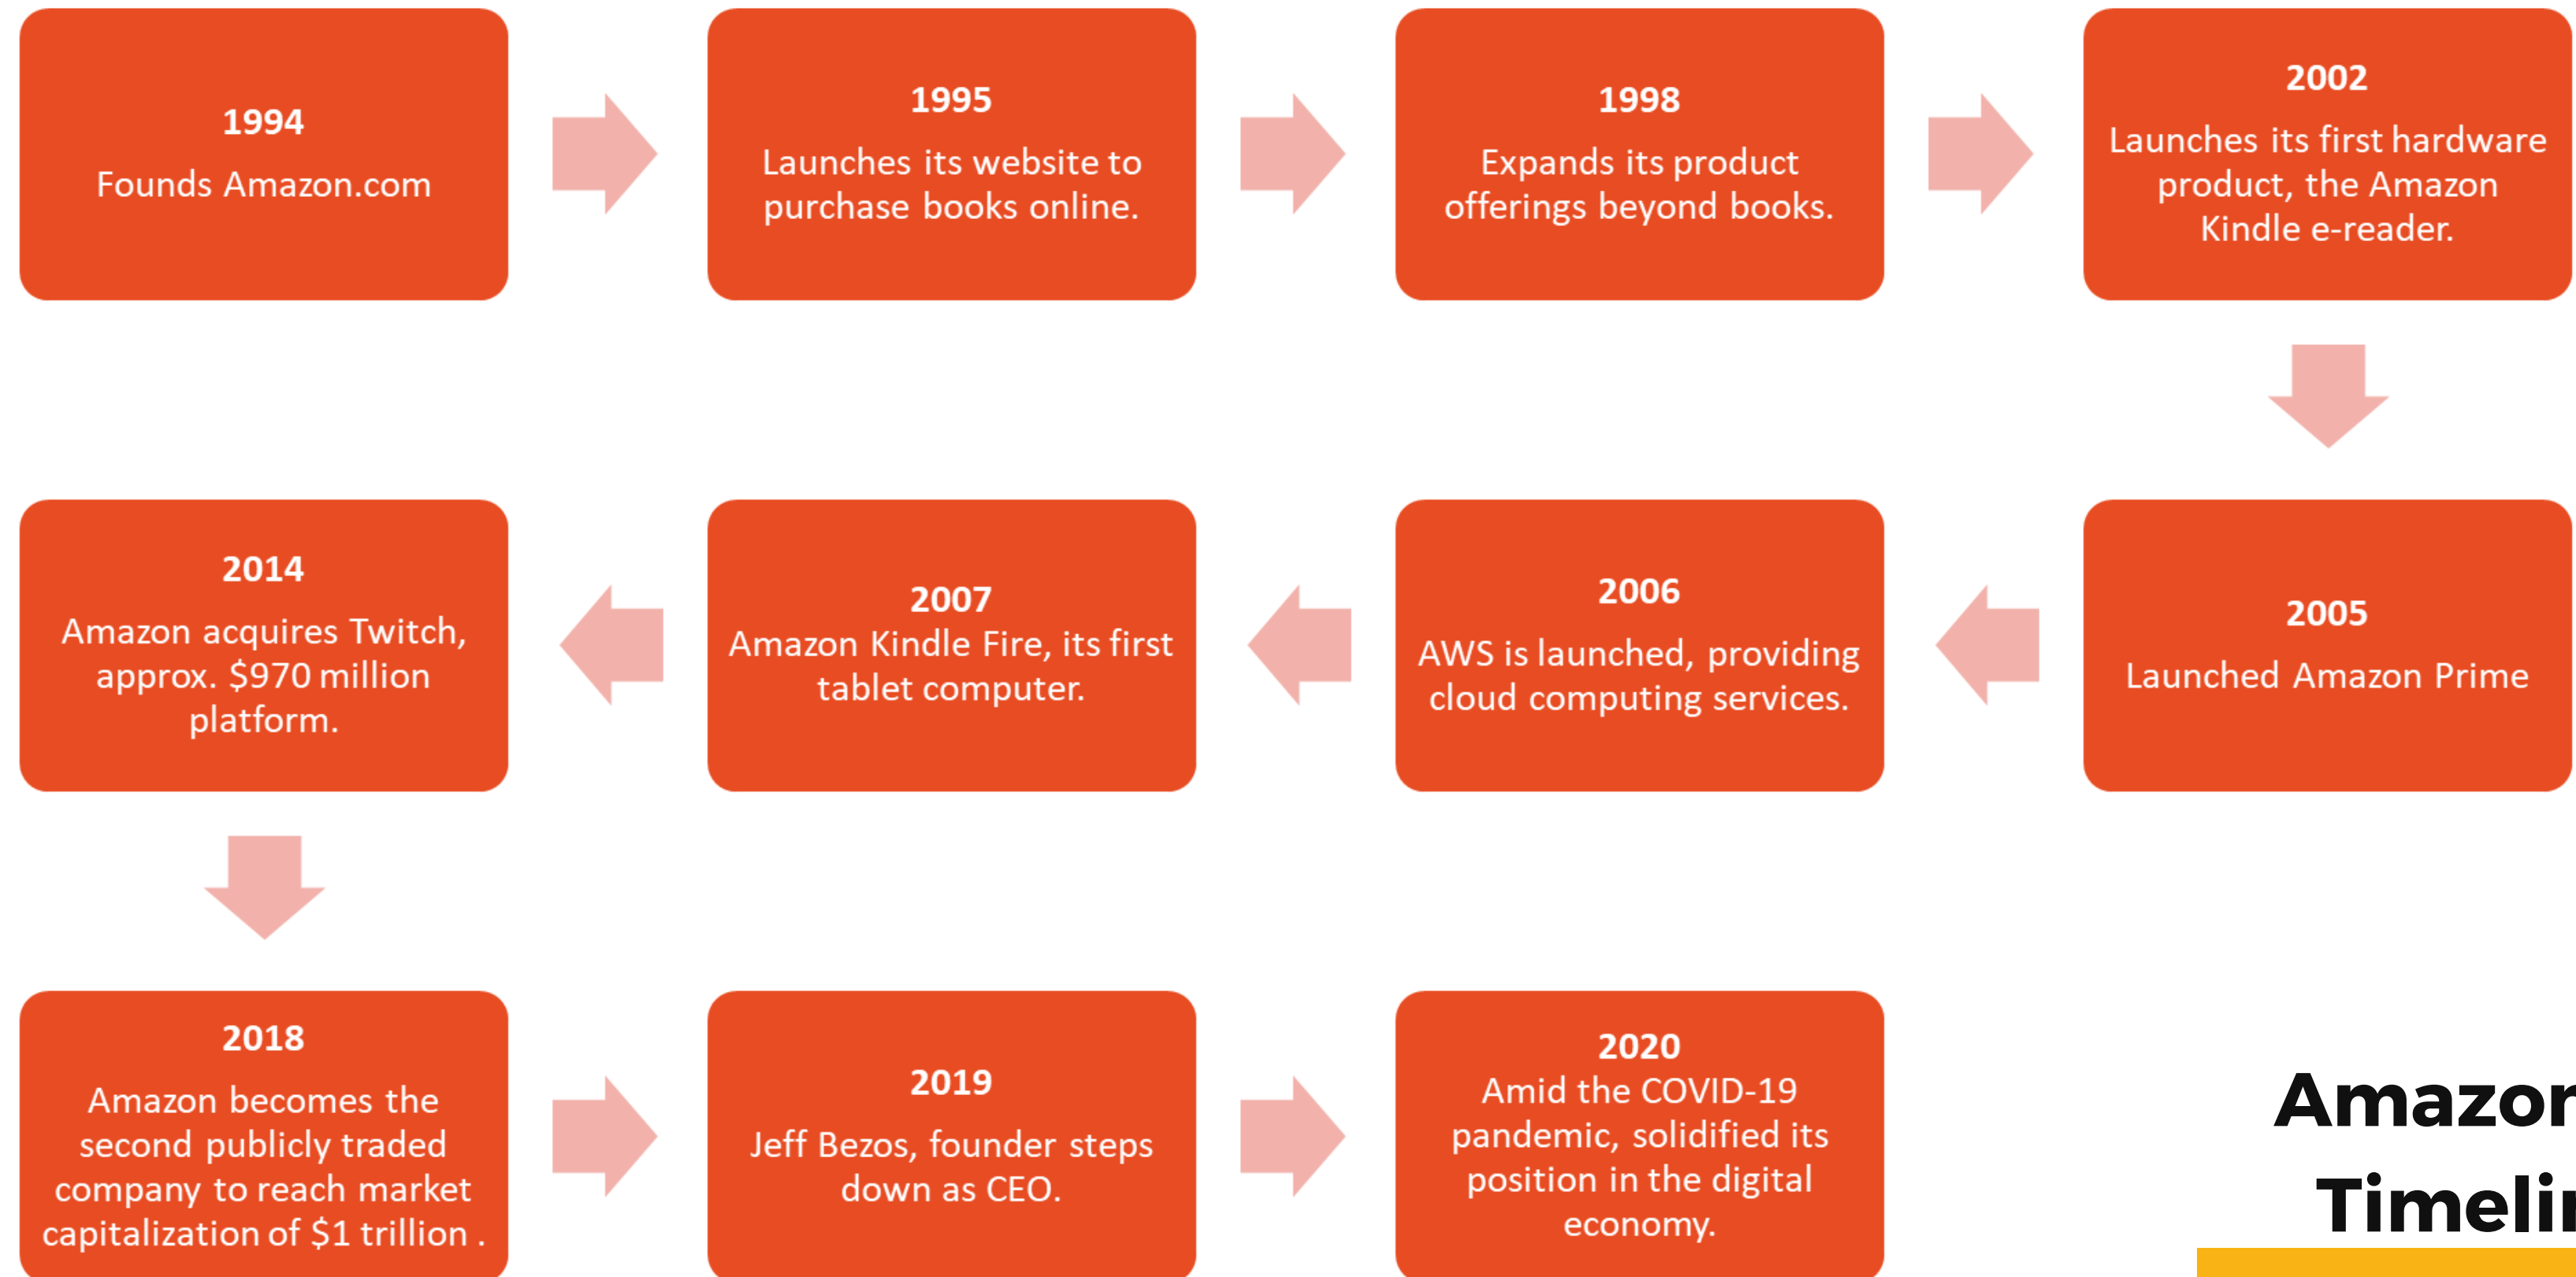 1994
Founds Amazon.com
1995
Launches its website to
purchase books online.
1998
Expands its product
offerings beyond books.
2002
Launches its first hardware
product, the Amazon
Kindle e-reader.
2005
Launched Amazon Prime
2006
AWS is launched, providing
cloud computing services.
2007
Amazon Kindle Fire, its first
tablet computer.
2014
Amazon acquires Twitch,
approx. $970 million
platform.
2018
Amazon becomes the
second publicly traded
company to reach market
capitalization of $1 trillion .
2019
Jeff Bezos, founder steps
down as CEO.
2020
Amid the COVID-19
pandemic, solidified its
position in the digital
economy.
Amazon
Timelin